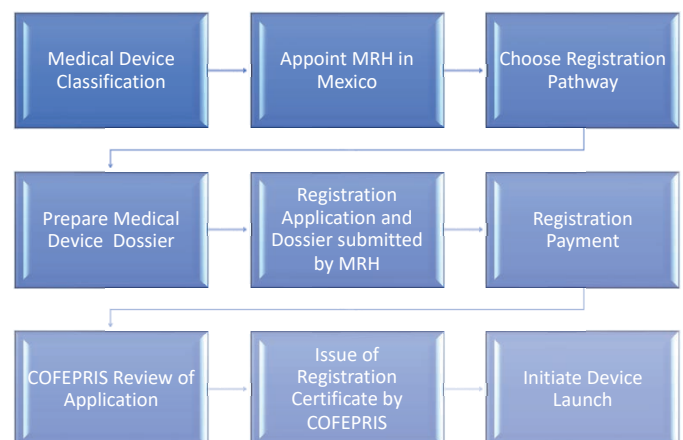 Medical Device
Classification
Appoint MRH in
Mexico
Choose Registration
Pathway
Prepare Medical
Device Dossier
Registration
Application and
Dossier submitted
by MRH
Registration
Payment
COFEPRIS Review of
Application
Issue of
Registration
Certificate by
COFEPRIS
Initiate Device
Launch